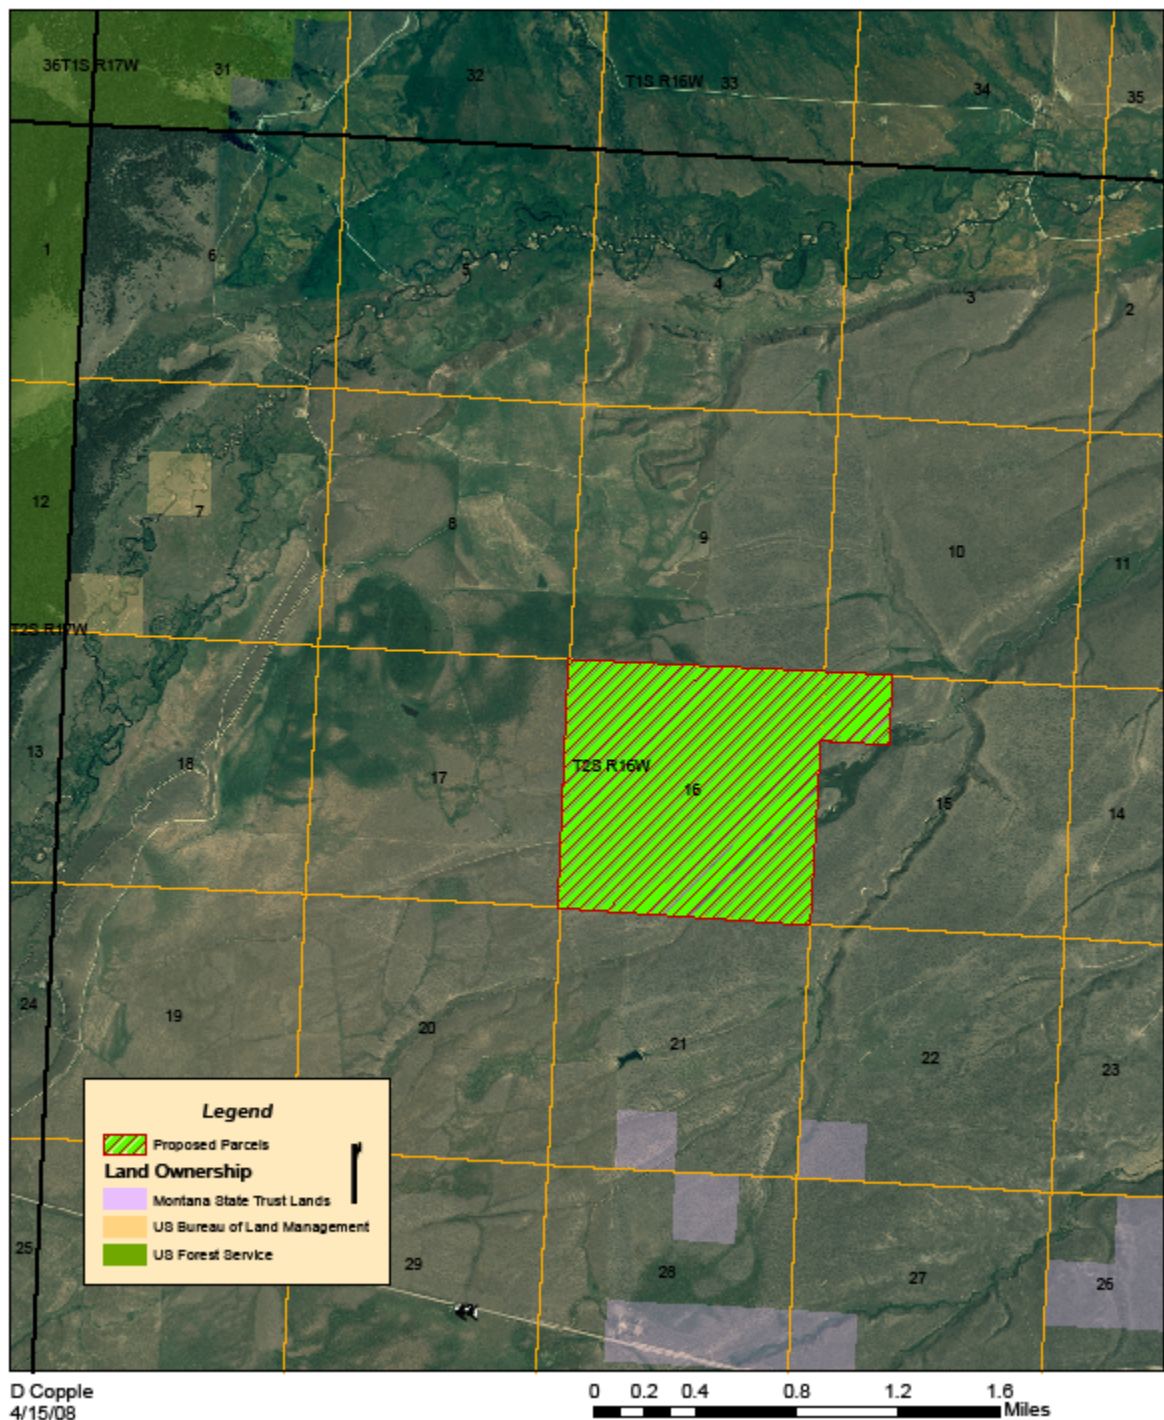 36T1S R17W
31
32
T1S R16W
33
34
35
1
6
5
4
3
2
12
7
8
9
10
11
T2S R17W
13
18
17
T2S R16W
16
15
14
24
19
20
21
22
23
25
29
28
27
26
Legend
Proposed Parcels
Land Ownership
Montana State Trust Lands
US Bureau of Land Management
US Forest Service
D Copple
4/15/08
0 0.2 0.4 0.8 1.2 1.6
Miles